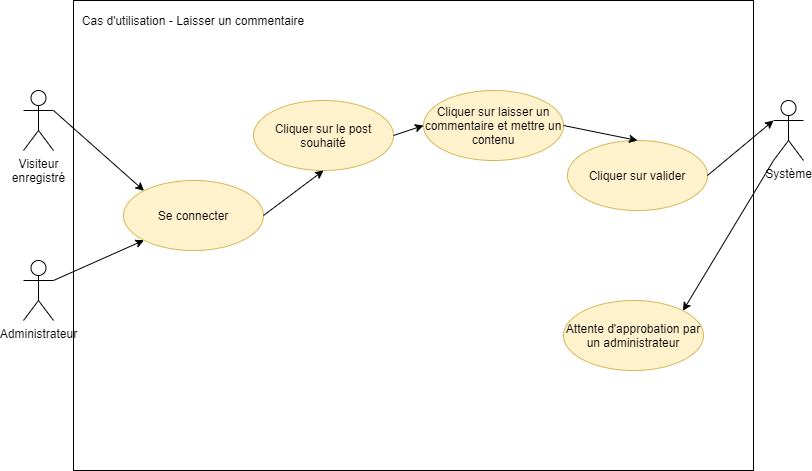 Cas d'utilisation - Laisser un commentaire
Visiteur
enregistré
Cliquer sur le post
souhaité
Cliquer sur laisser un
commentaire et mettre un
contenu
Cliquer sur valider
Système
Se connecter
Administrateur
Attente d'approbation par
un administrateur